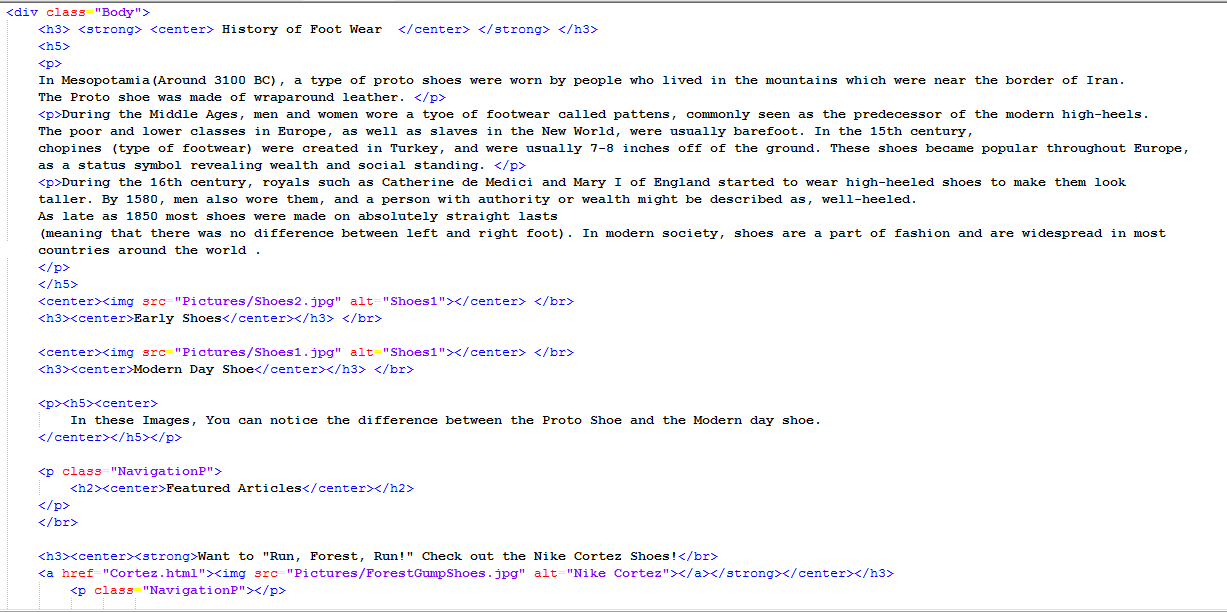 <div class="Body">
<h3> <strong> <center> History of Foot Wear  </center> </strong> </h3>
<h5>
<p>
In Mesopotamia(Around 3100 BC), a type of proto shoes were worn by people who lived in the mountains which were near the border of Iran.
The Proto shoe was made of wraparound leather. </p>
<p>During the Middle Ages, men and women wore a tyoe of footwear called pattens, commonly seen as the predecessor of the modern high-heels.
The poor and lower classes in Europe, as well as slaves in the New World, were usually barefoot. In the 15th century,
chopines (type of footwear) were created in Turkey, and were usually 7-8 inches off of the ground. These shoes became popular throughout Europe,
as a status symbol revealing wealth and social standing. </p>
<p>During the 16th century, royals such as Catherine de Medici and Mary I of England started to wear high-heeled shoes to make them look
taller. By 1580, men also wore them, and a person with authority or wealth might be described as, well-heeled.
As late as 1850 most shoes were made on absolutely straight lasts
(meaning that there was no difference between left and right foot). In modern society, shoes are a part of fashion and are widespread in most
countries around the world .
</p>
</h5>
<center><img src="Pictures/Shoes2.jpg" alt="Shoes1"></center> </br>
<h3><center>Early Shoes</center></h3> </br>
<center><img src="Pictures/Shoes1.jpg" alt="Shoes1"></center> </br>
<h3><center>Modern Day Shoe</center></h3> </br>
<p><h5><center>
In these Images, You can notice the difference between the Proto Shoe and the Modern day shoe.
</center></h5></p>
<p class="NavigationP">
<h2><center>Featured Articles</center></h2>
</p>
</br>
<h3><center><strong>Want to "Run, Forest, Run!" Check out the Nike Cortez Shoes!</br>
<a href="Cortez.html"><img src="Pictures/ForestGumpShoes.jpg" alt="Nike Cortez"></a></strong></center></h3>
<p class="NavigationP"></p>